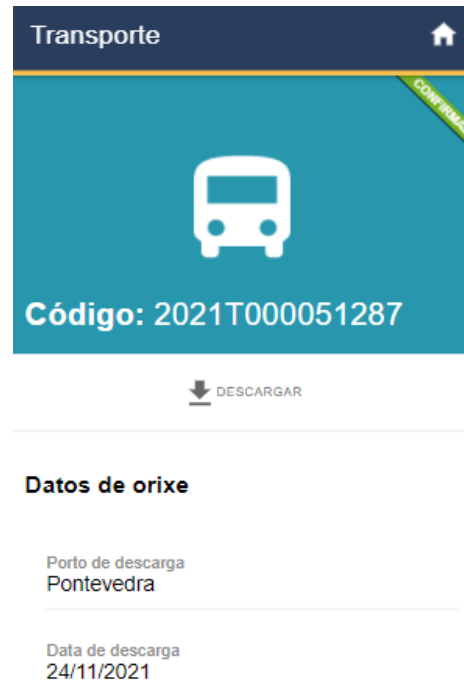 Transporte
Código: 2021T000051287
DESCARGAR
Datos de orixe
Porto de descarga
Pontevedra
Data de descarga
24/11/2021